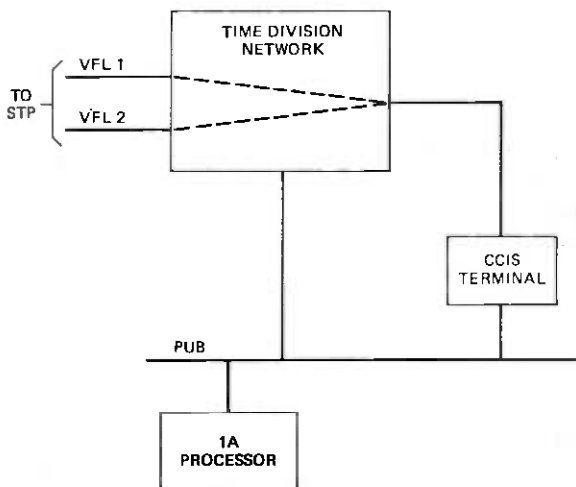 TIME DIVISION
NETWORK
VFL 1
TO
STP
VFL 2
CCIS
TERMINAL
PUB
1A
PROCESSOR